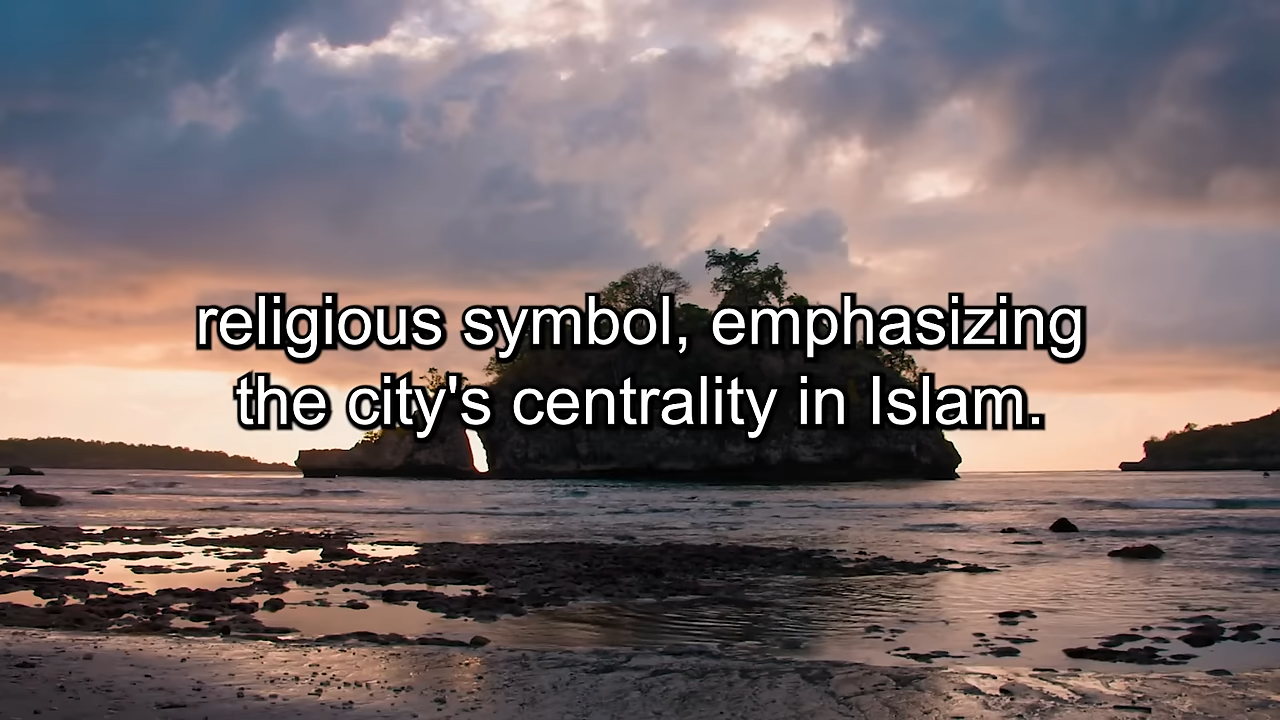 religious symbol, emphasizing
the city's centrality in Islam.